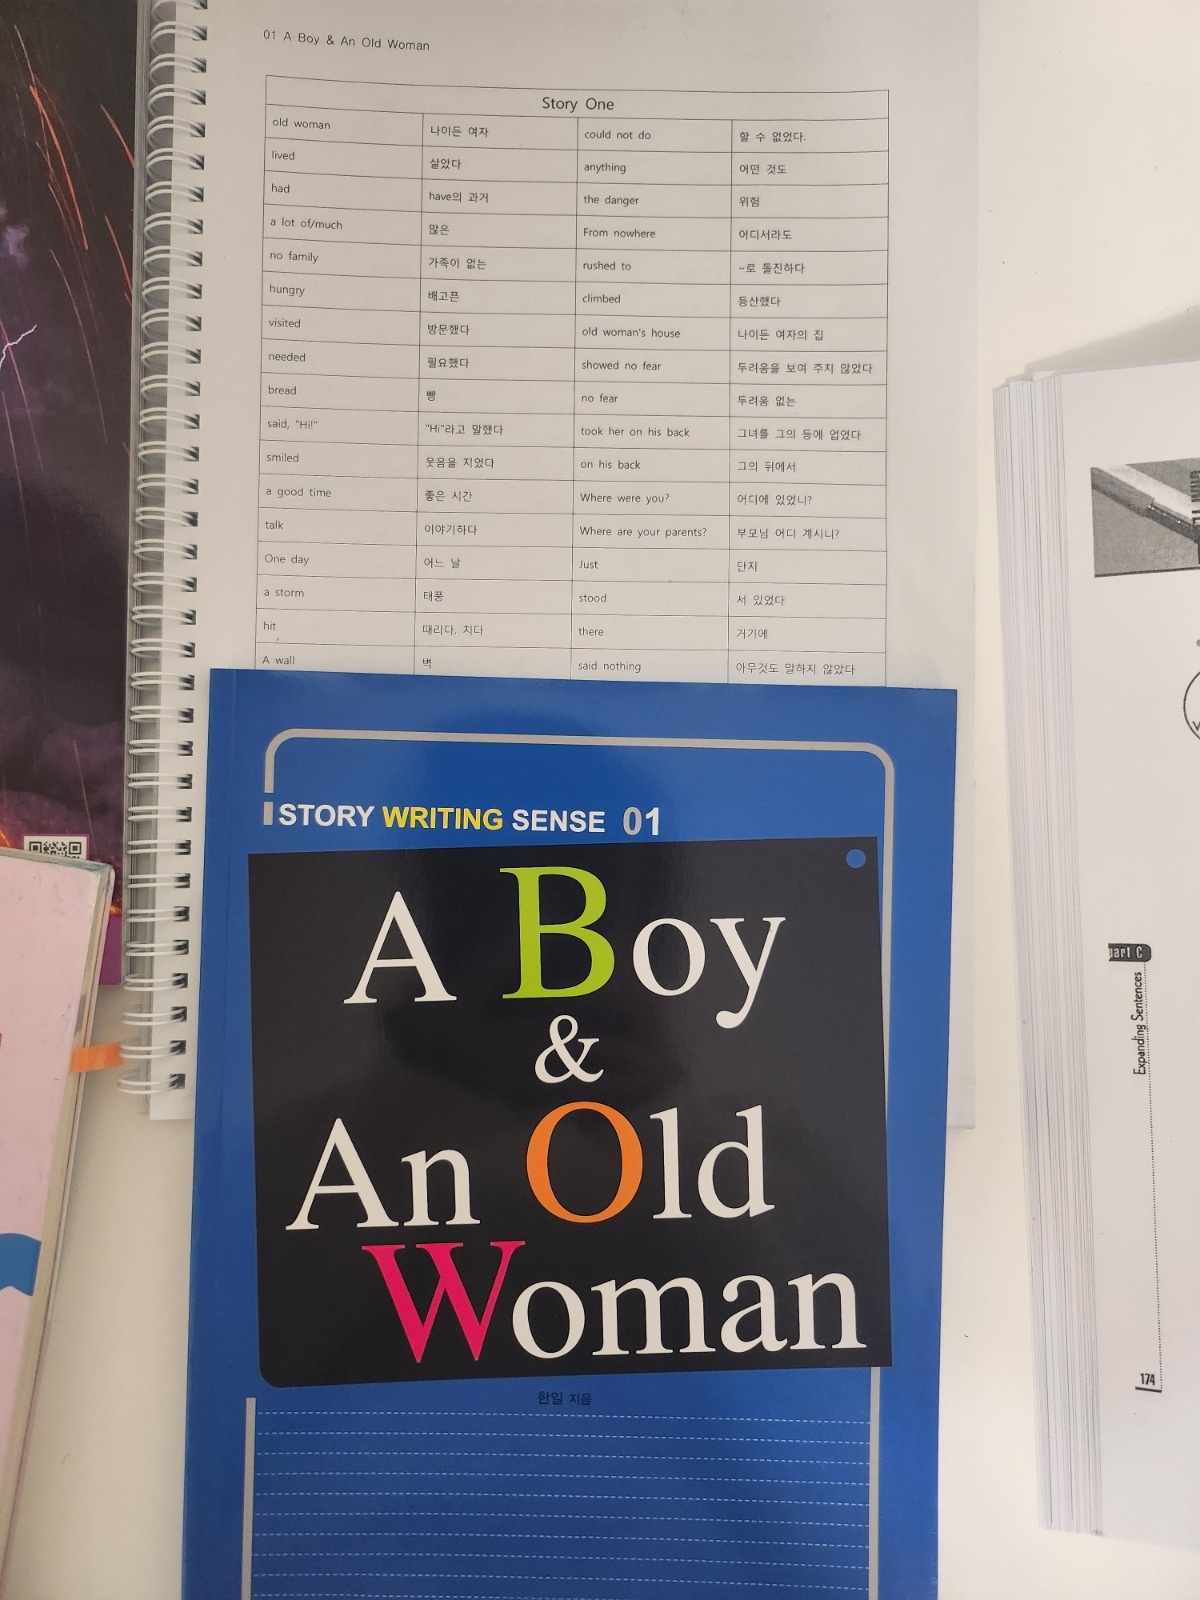 01 A Boy & An Old Woman
Story One
old woman 나이든 여자 could not do 할 수 없었다.
lived 살았다 anything 어떤 것도
had have의 과거 the danger 위험
a lot of/much 많은 From nowhere 어디서라도
no family 가족이 없는 rushed to ~로 돌진하다
hungry 배고픈 climbed 등산했다
visited 방문했다 old woman's house 나이든 여자의 집
needed 필요했다 showed no fear 두려움을 보여 주지 않았다
bread 빵 no fear 두려움 없는
said, "Hi!" "Hi"라고 말했다 took her on his back 그녀를 그의 등에 업었다
smiled 웃음을 지었다 on his back 그의 뒤에서
a good time 좋은 시간 Where were you? 어디에 있었니?
talk 이야기하다 Where are your parents? 부모님 어디 계시니?
One day 어느 날 Just 단지
a storm 태풍 stood 서 있었다
hit 때리다, 치다 there 거기에
A wall 벽 said nothing 아무것도 말하지 않았다
STORY WRITING SENSE 01
A Boy
&
An Old
Woman
한일 지음
part C
Expanding Sentences
174